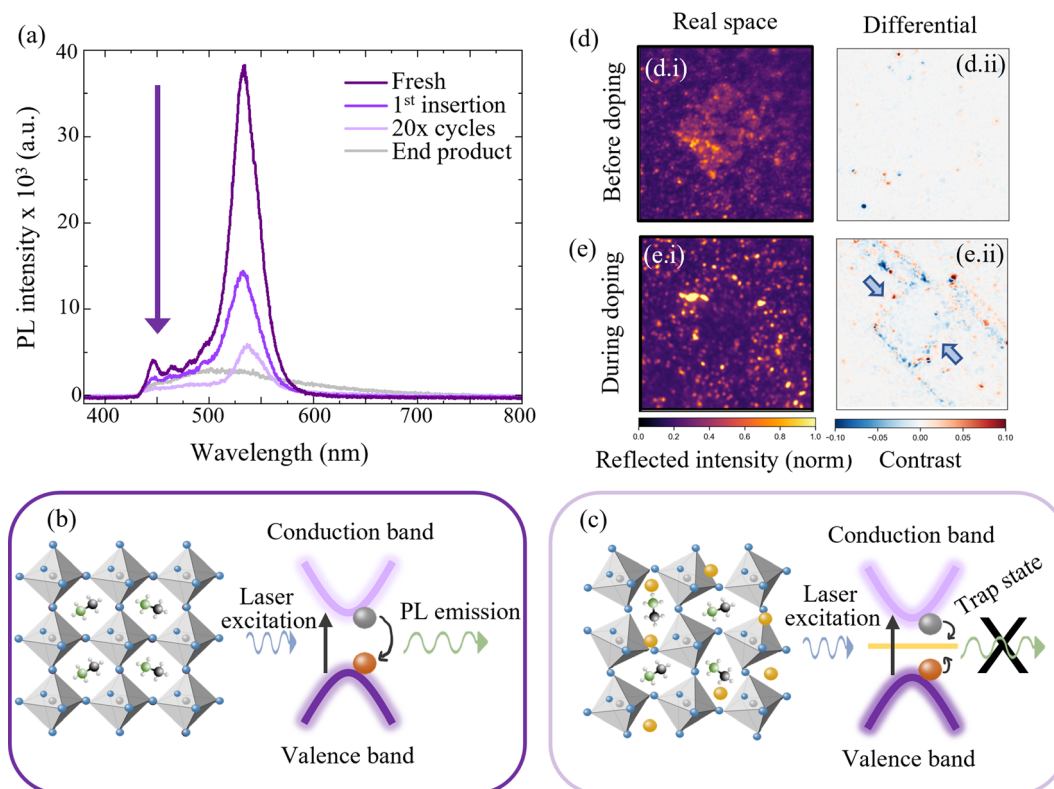 (a)
PL intensity x 10³ (a.u.)
40
30
20
10
0
Fresh
1ˢᵗ insertion
20x cycles
End product
400
500
600
700
800
Wavelength (nm)
Real space
Differential
(d)
Before doping
(d.i)
(d.ii)
(e)
During doping
(e.i)
(e.ii)
0.0 0.2 0.4 0.6 0.8 1.0
Reflected intensity (norm)
-0.10 -0.05 0.00 0.05 0.10
Contrast
(b)
Conduction band
Laser
excitation
PL emission
Valence band
(c)
Conduction band
Laser
excitation
Trap state
Valence band